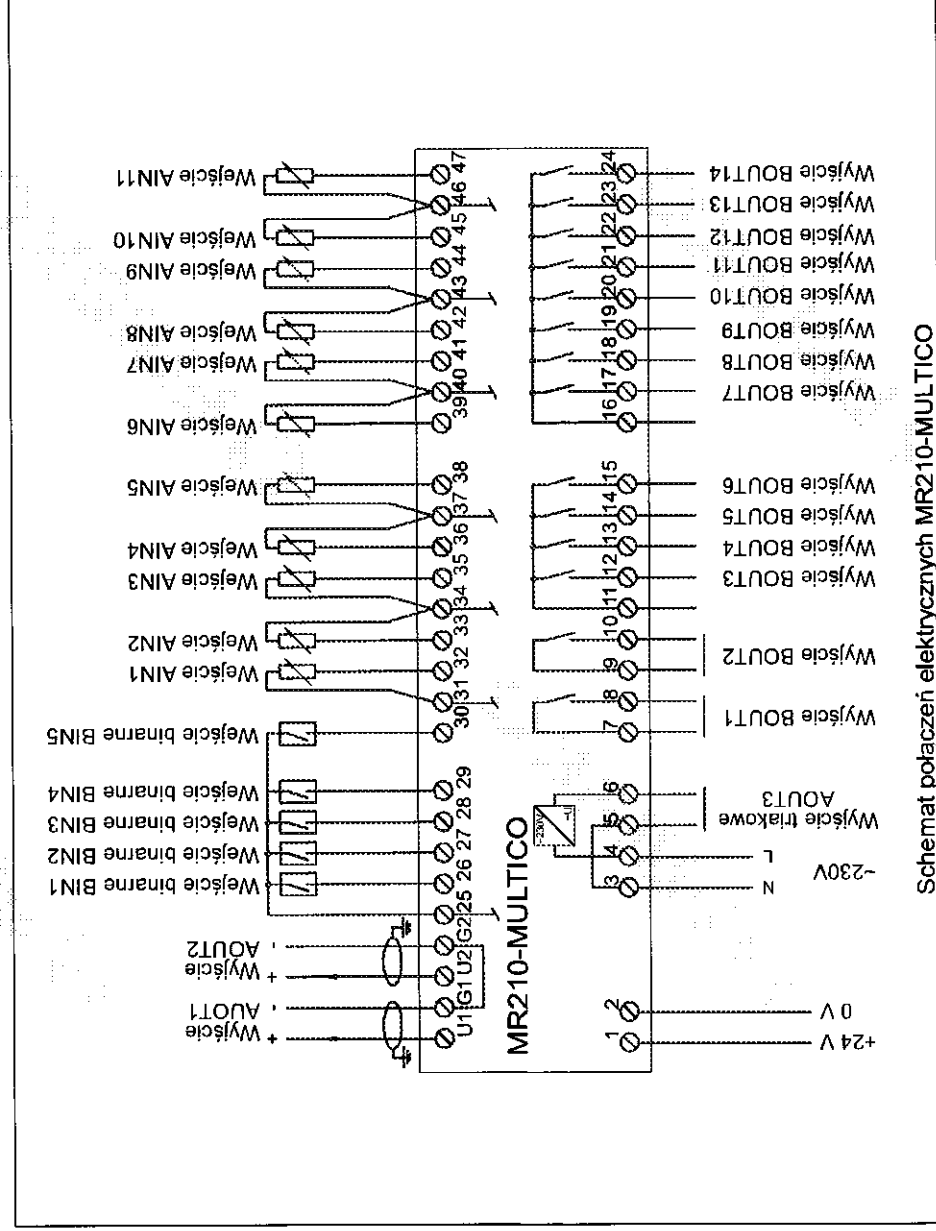 Wejście AIN11
Wejście AIN10
Wejście AIN9
Wejście AIN8
Wejście AIN7
Wejście AIN6
Wejście AIN5
Wejście AIN4
Wejście AIN3
Wejście AIN2
Wejście AIN1
Wejście binarne BIN5
Wejście binarne BIN4
Wejście binarne BIN3
Wejście binarne BIN2
Wejście binarne BIN1
Wyjście
AOUT2
+
-
Wyjście
AUOT1
+
-
47
46
45
44
43
42
41
40
39
38
37
36
35
34
33
32
31
30
29
28
27
26
25
G2
U2
G1
U1
MR210-MULTICO
~230V
=U
24
23
22
21
20
19
18
17
16
15
14
13
12
11
10
9
8
7
6
5
4
3
2
1
Wyjście BOUT14
Wyjście BOUT13
Wyjście BOUT12
Wyjście BOUT11
Wyjście BOUT10
Wyjście BOUT9
Wyjście BOUT8
Wyjście BOUT7
Wyjście BOUT6
Wyjście BOUT5
Wyjście BOUT4
Wyjście BOUT3
Wyjście BOUT2
Wyjście BOUT1
Wyjście triakowe
AOUT3
L
N
~230V
0 V
+24 V
Schemat połaczeń elektrycznych MR210-MULTICO